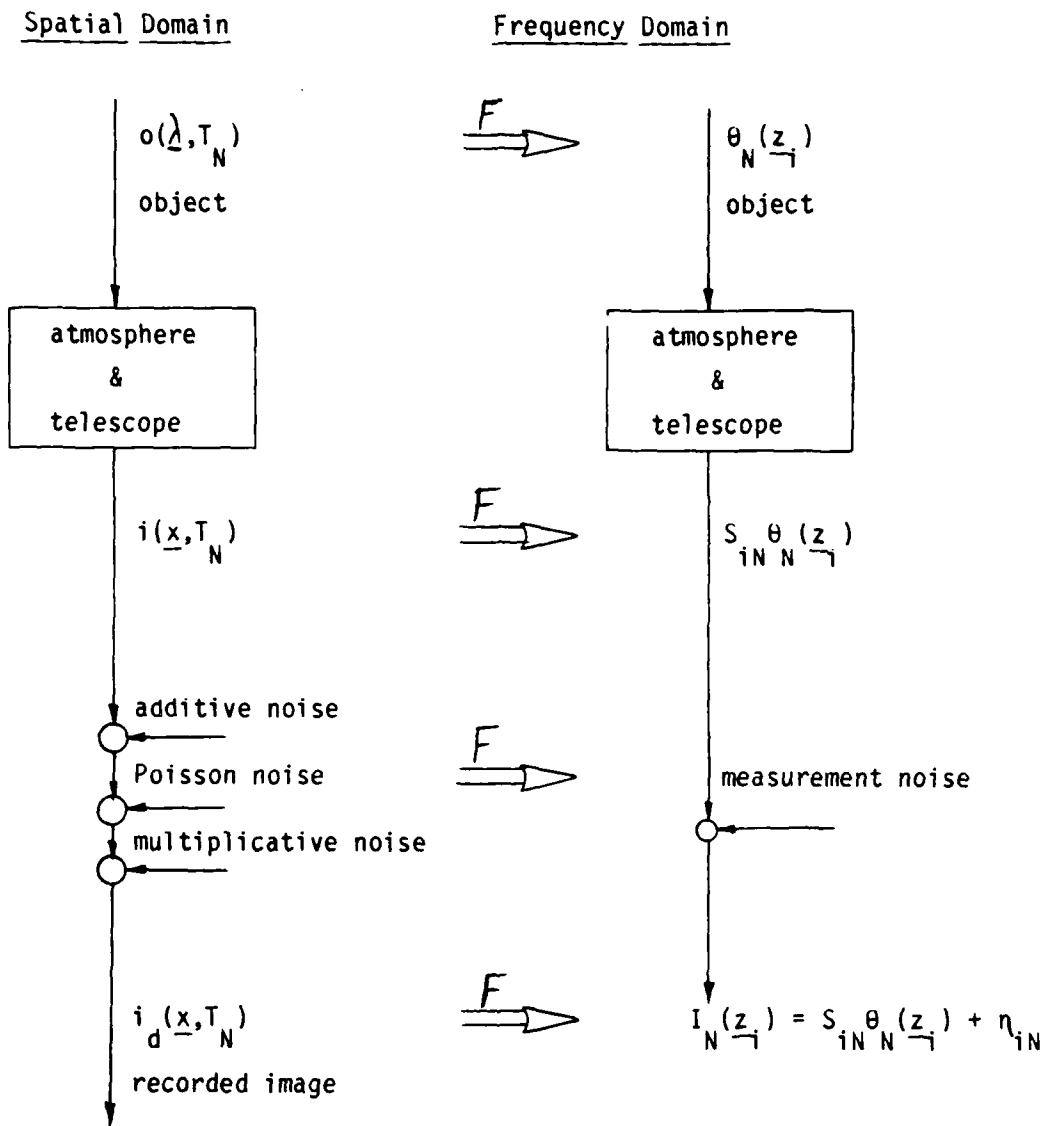 Spatial Domain Frequency Domain
o(λ,T_N) F θ_N(z_i)
object object
atmosphere atmosphere
& &
telescope telescope
i(x,T_N) F S_iN θ_N(z_i)
additive noise
Poisson noise F measurement noise
multiplicative noise
i_d(x,T_N) F I_N(z_i) = S_iN θ_N(z_i) + η_iN
recorded image